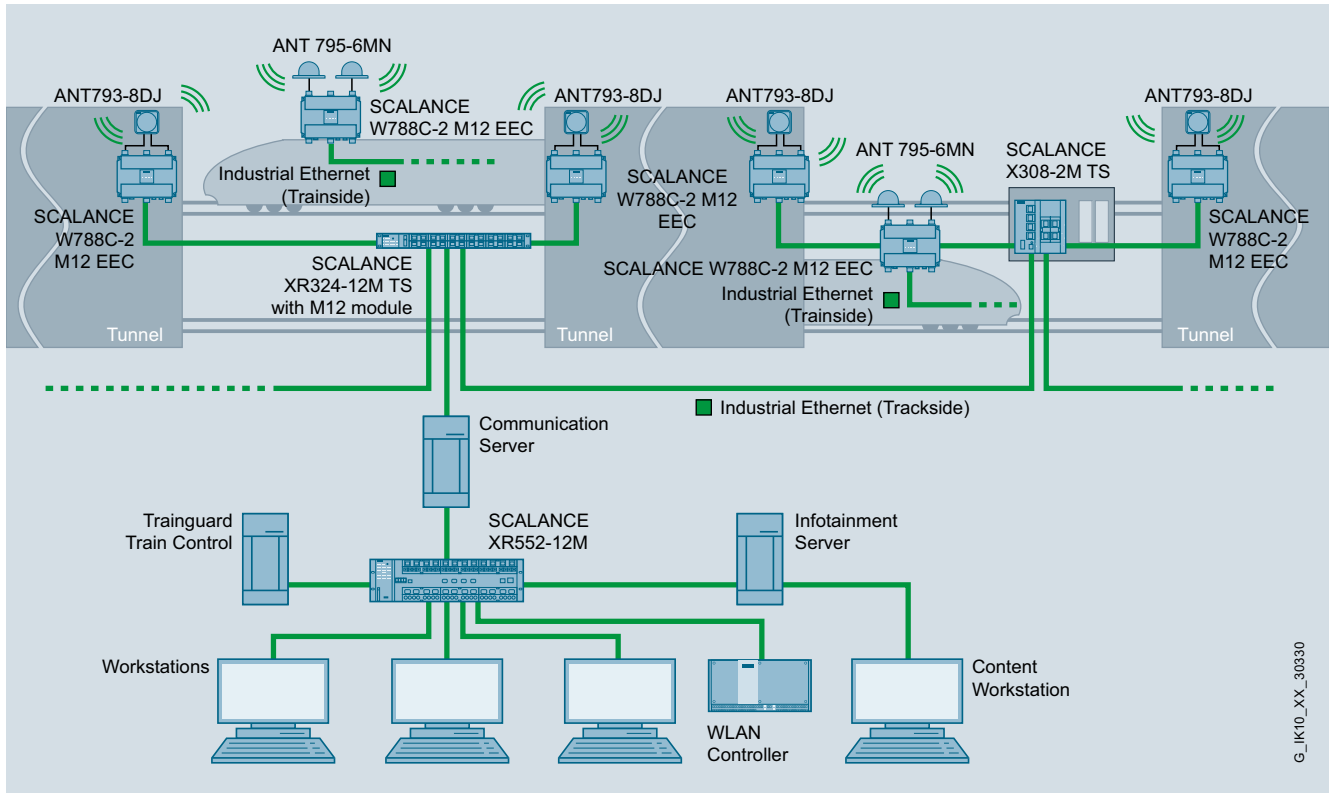 ANT 795-6MN
ANT793-8DJ
SCALANCE
W788C-2 M12 EEC
ANT793-8DJ
ANT793-8DJ
ANT793-8DJ
Industrial Ethernet
(Trainside)
SCALANCE
W788C-2
M12 EEC
SCALANCE
XR324-12M TS
with M12 module
SCALANCE
W788C-2 M12
EEC
ANT 795-6MN
SCALANCE
X308-2M TS
SCALANCE W788C-2 M12 EEC
Industrial Ethernet
(Trainside)
SCALANCE
W788C-2
M12 EEC
Tunnel
Tunnel
Tunnel
Industrial Ethernet (Trackside)
Communication
Server
Trainguard
Train Control
SCALANCE
XR552-12M
Infotainment
Server
Workstations
WLAN
Controller
Content
Workstation
G_IK10_XX_30330